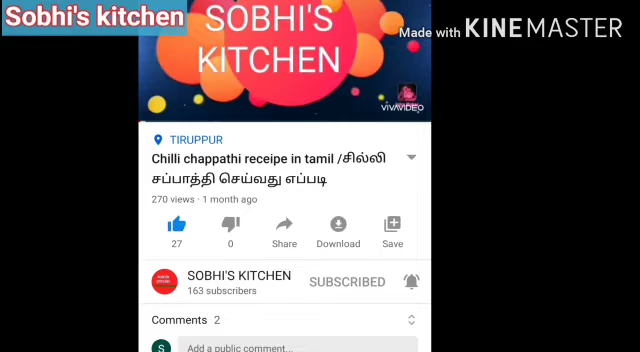 Sobhi's kitchen
Made with KINEMASTER
SOBHI'S
KITCHEN
VIVAVIDEO
TIRUPPUR
Chilli chappathi receipe in tamil /சில்லி
சப்பாத்தி செய்வது எப்படி
270 views · 1 month ago
27
0
Share
Download
Save
SOBHI'S KITCHEN
SUBSCRIBED
163 subscribers
Comments 2
S
Add a public comment...